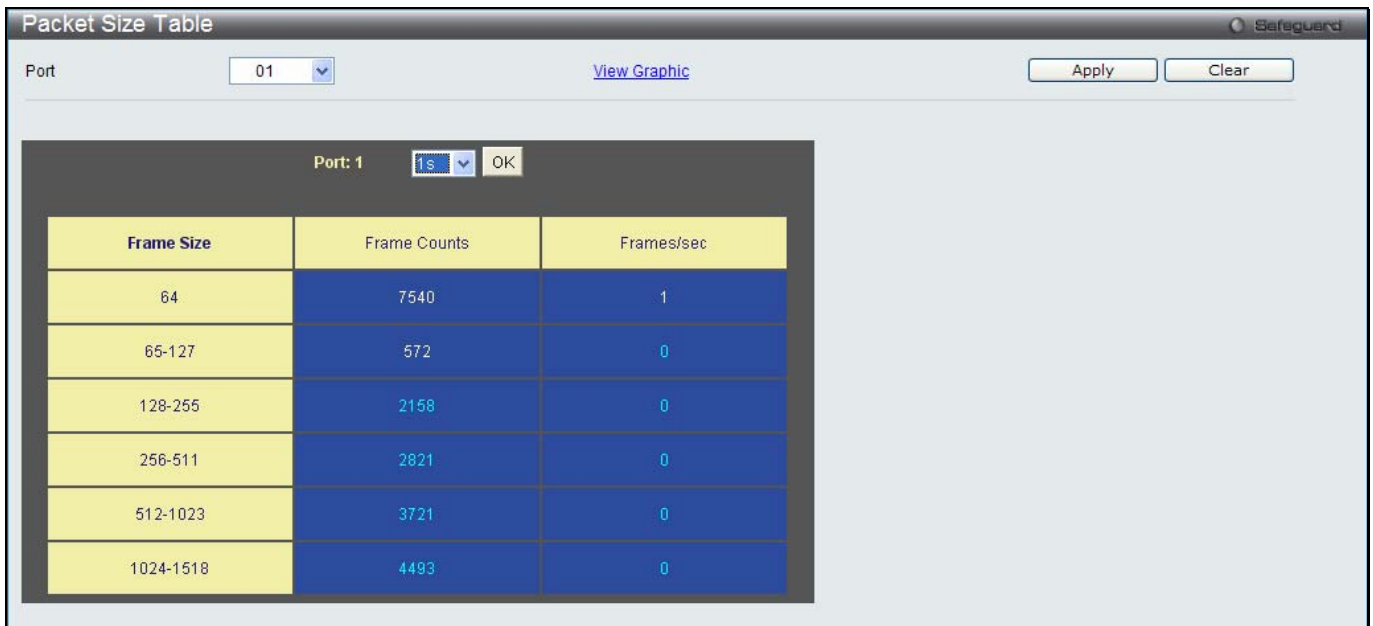 Packet Size Table Safeguard
Port 01 View Graphic Apply Clear
Port: 1 1s OK
Frame Size Frame Counts Frames/sec
64 7540 1
65-127 572 0
128-255 2158 0
256-511 2821 0
512-1023 3721 0
1024-1518 4493 0